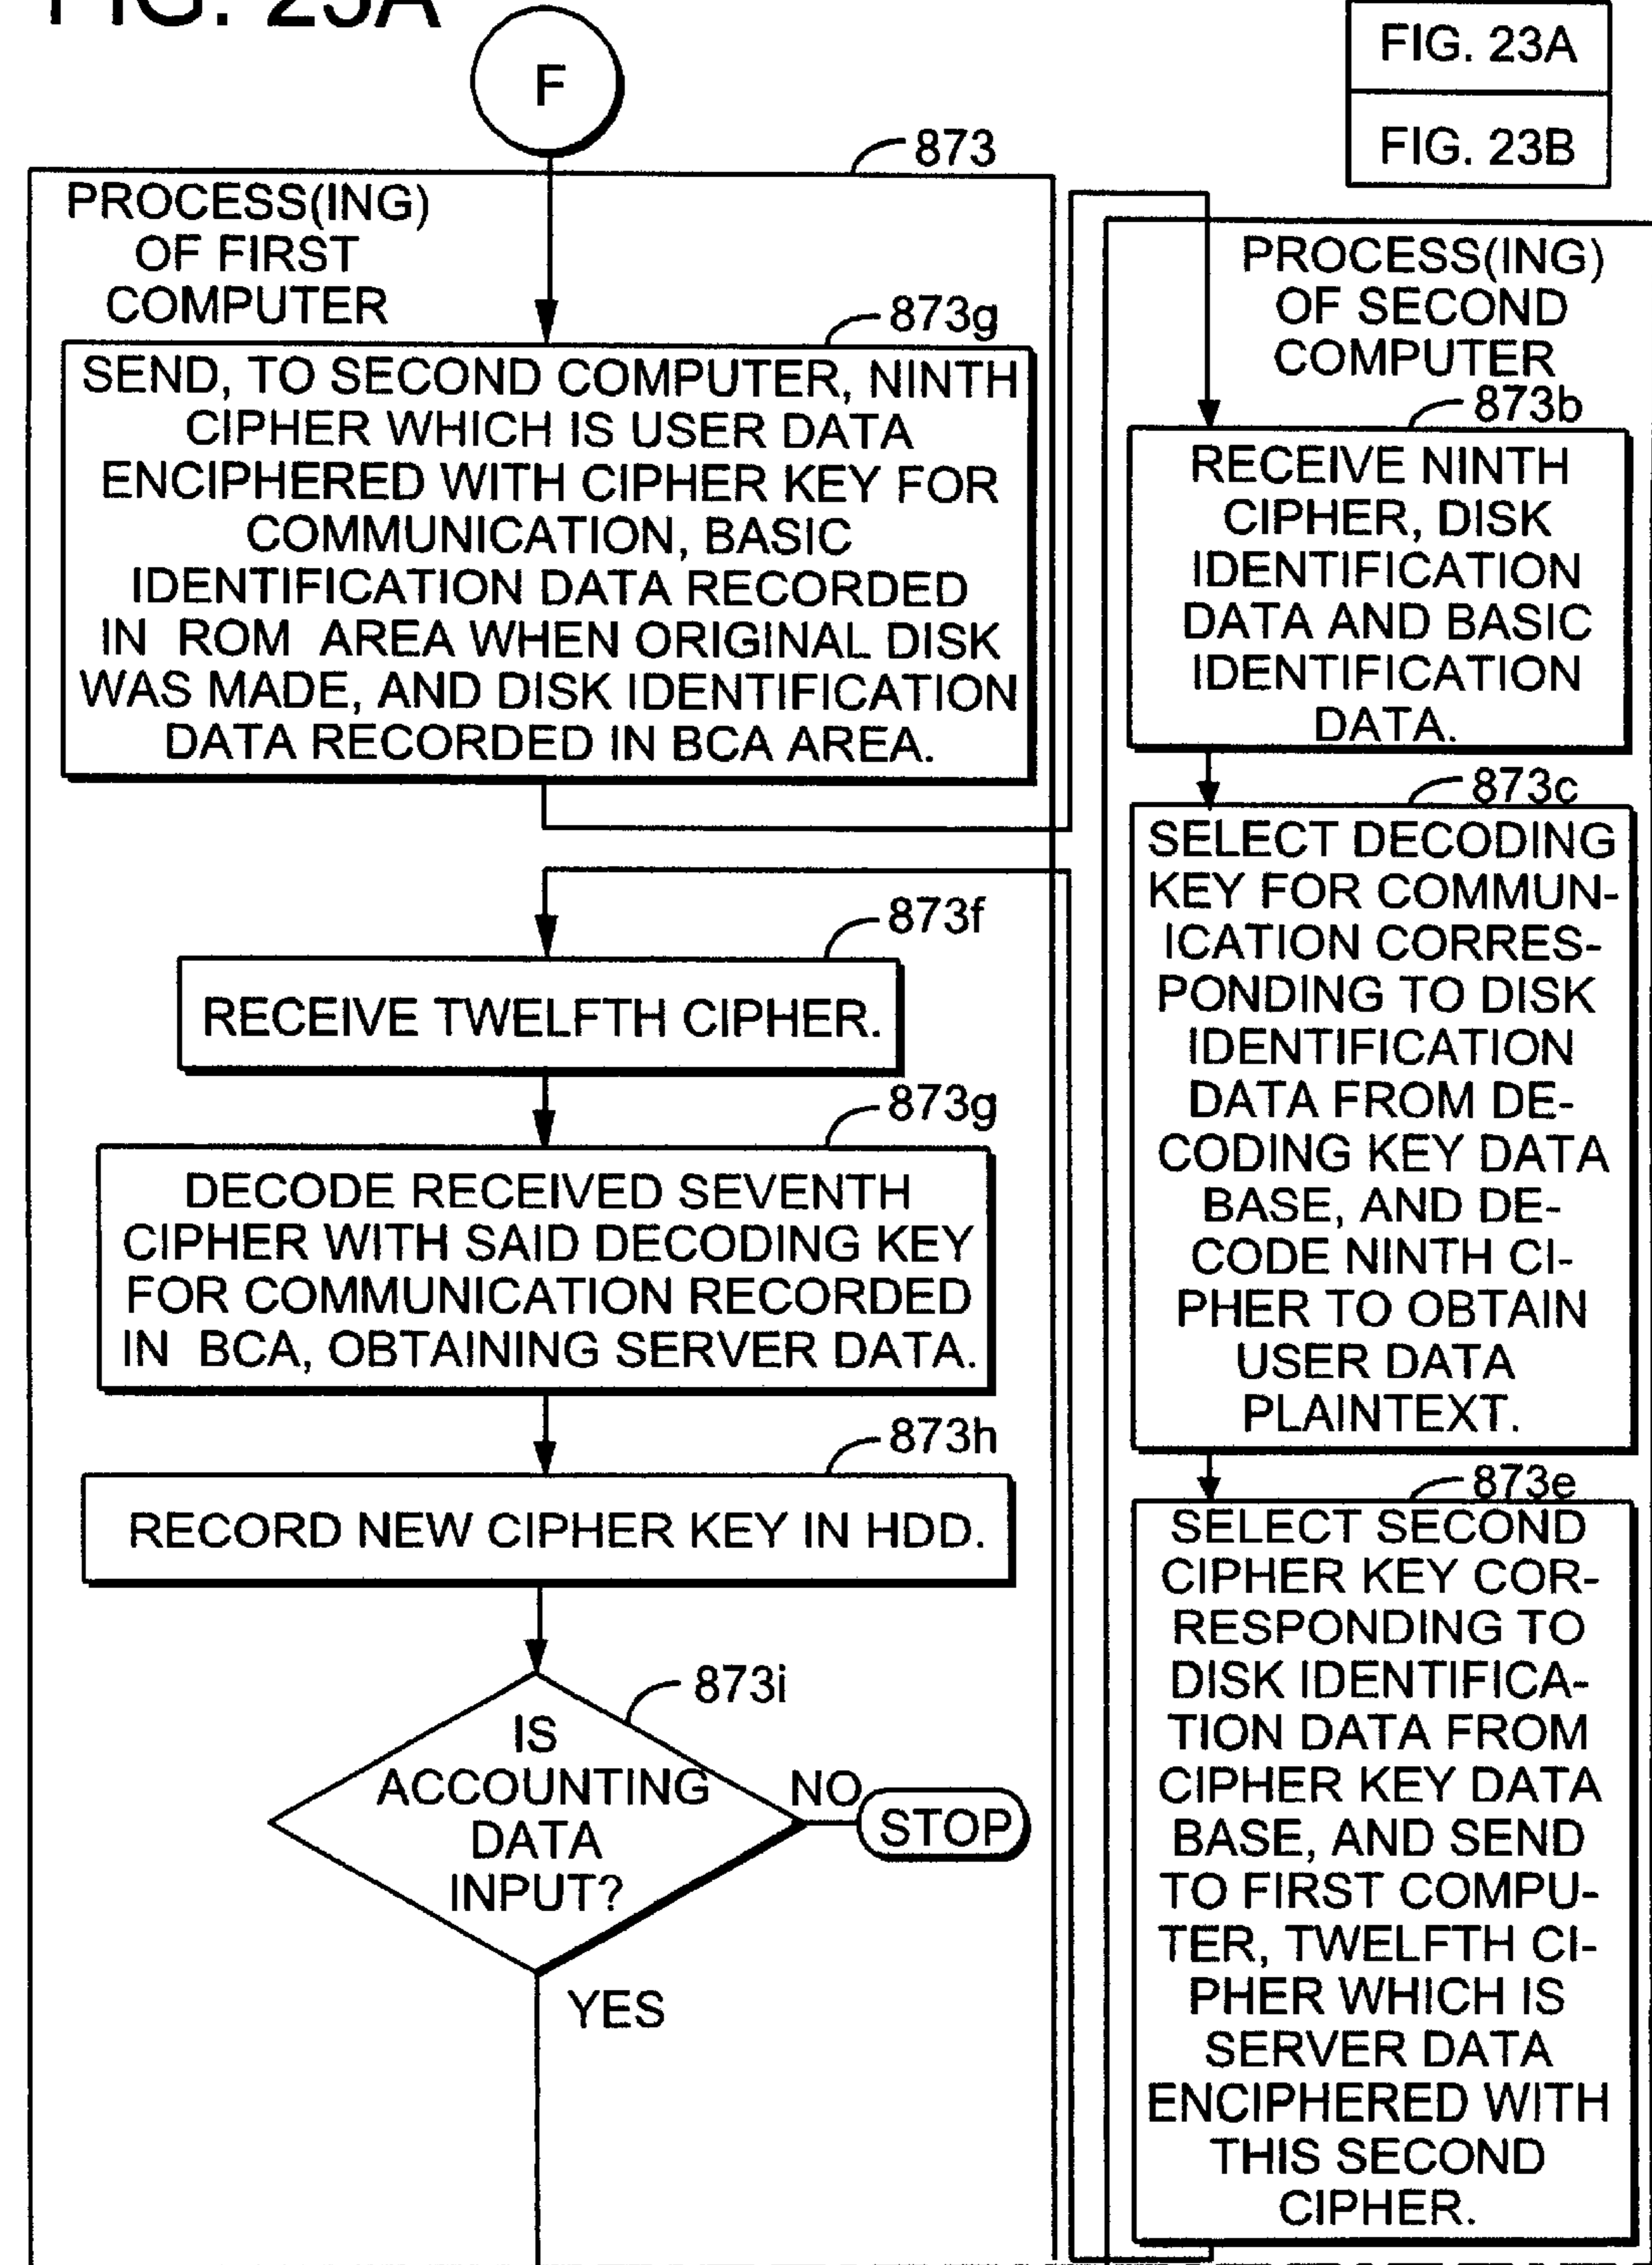 FIG. 23A
FIG. 23A
FIG. 23B
F
873
PROCESS(ING)
OF FIRST
COMPUTER
873g
SEND, TO SECOND COMPUTER, NINTH
CIPHER WHICH IS USER DATA
ENCIPHERED WITH CIPHER KEY FOR
COMMUNICATION, BASIC
IDENTIFICATION DATA RECORDED
IN ROM AREA WHEN ORIGINAL DISK
WAS MADE, AND DISK IDENTIFICATION
DATA RECORDED IN BCA AREA.
873f
RECEIVE TWELFTH CIPHER.
873g
DECODE RECEIVED SEVENTH
CIPHER WITH SAID DECODING KEY
FOR COMMUNICATION RECORDED
IN BCA, OBTAINING SERVER DATA.
873h
RECORD NEW CIPHER KEY IN HDD.
873i
IS
ACCOUNTING
DATA
INPUT?
NO
STOP
YES
PROCESS(ING)
OF SECOND
COMPUTER
873b
RECEIVE NINTH
CIPHER, DISK
IDENTIFICATION
DATA AND BASIC
IDENTIFICATION
DATA.
873c
SELECT DECODING
KEY FOR COMMUN-
ICATION CORRES-
PONDING TO DISK
IDENTIFICATION
DATA FROM DE-
CODING KEY DATA
BASE, AND DE-
CODE NINTH CI-
PHER TO OBTAIN
USER DATA
PLAINTEXT.
873e
SELECT SECOND
CIPHER KEY COR-
RESPONDING TO
DISK IDENTIFICA-
TION DATA FROM
CIPHER KEY DATA
BASE, AND SEND
TO FIRST COMPU-
TER, TWELFTH CI-
PHER WHICH IS
SERVER DATA
ENCIPHERED WITH
THIS SECOND
CIPHER.